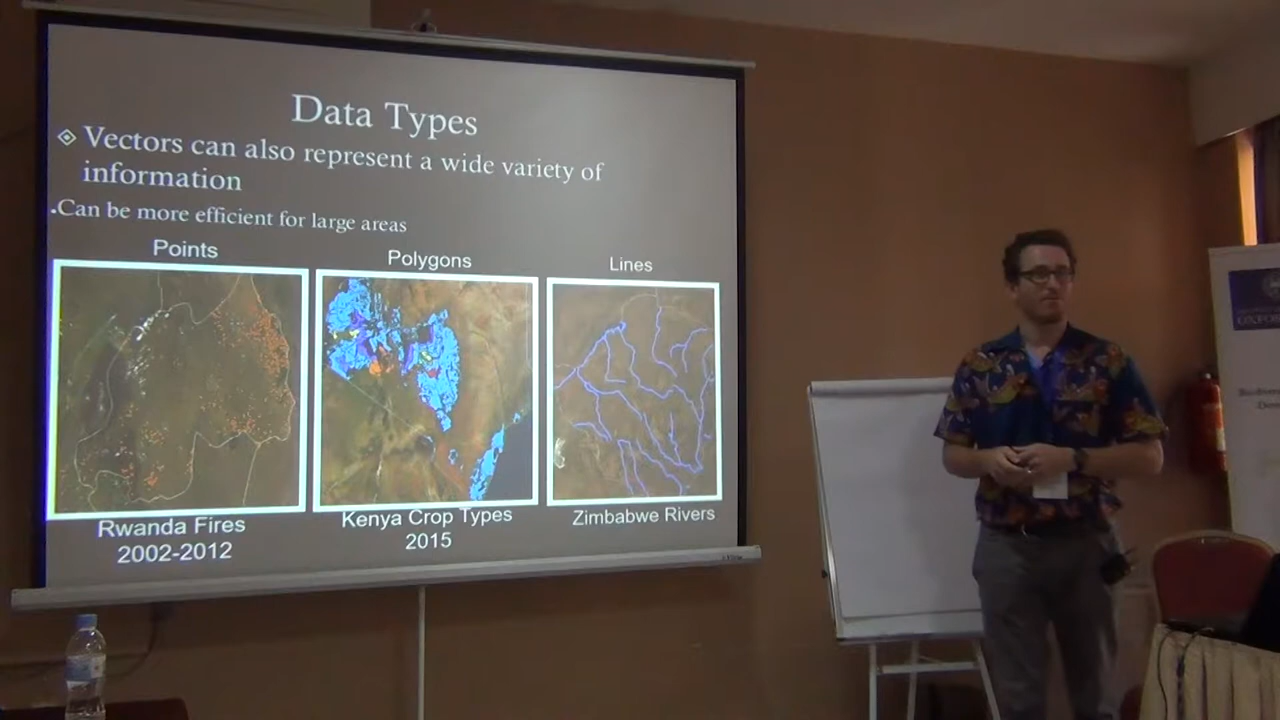 Data Types
Vectors can also represent a wide variety of
information
Can be more efficient for large areas
Points
Polygons
Lines
Rwanda Fires
2002-2012
Kenya Crop Types
2015
Zimbabwe Rivers